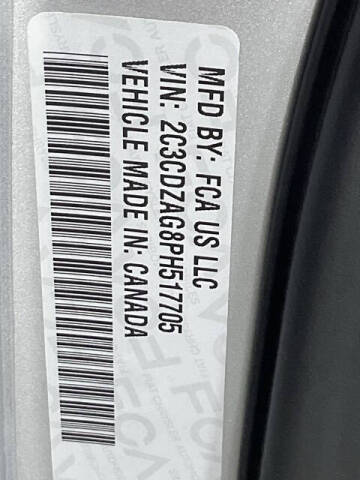 MFD BY: FCA US LLC
VIN: 2C3CDZAG8PH517705
VEHICLE MADE IN: CANADA